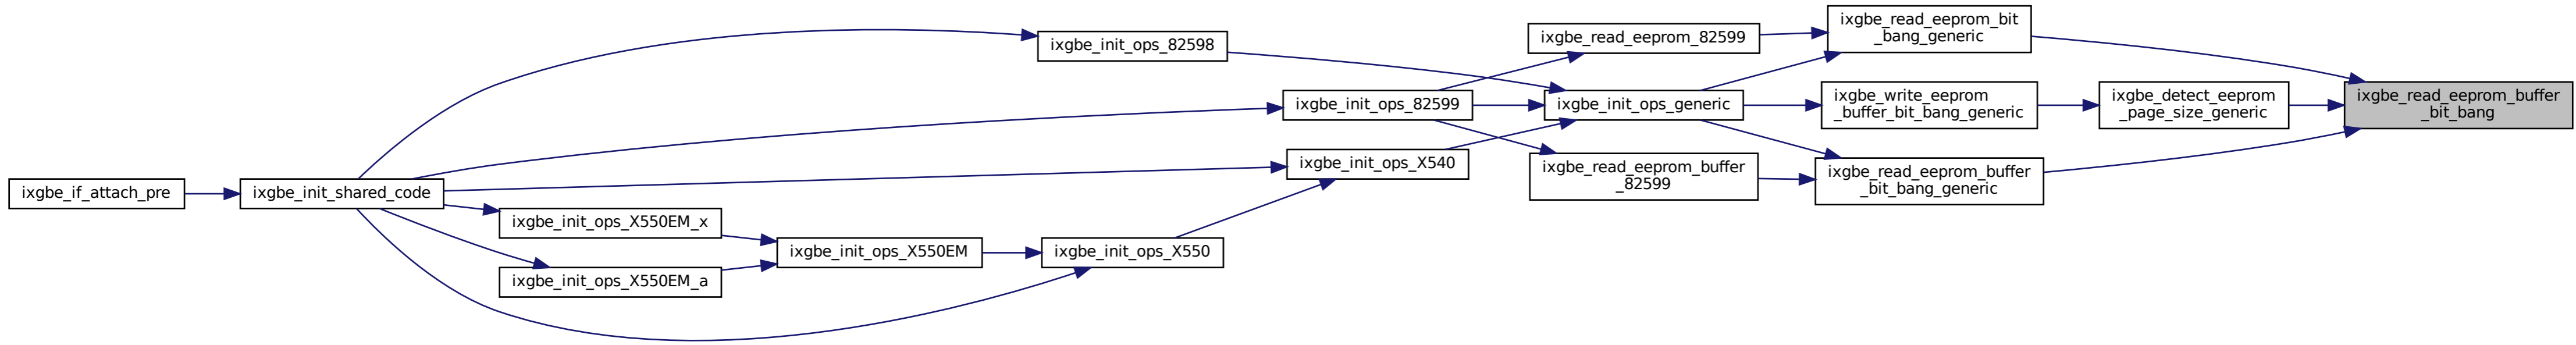 ixgbe_if_attach_pre
ixgbe_init_shared_code
ixgbe_init_ops_X550EM_x
ixgbe_init_ops_X550EM_a
ixgbe_init_ops_X550EM
ixgbe_init_ops_82598
ixgbe_init_ops_X550
ixgbe_init_ops_82599
ixgbe_init_ops_X540
ixgbe_read_eeprom_82599
ixgbe_init_ops_generic
ixgbe_read_eeprom_buffer
_82599
ixgbe_read_eeprom_bit
_bang_generic
ixgbe_write_eeprom
_buffer_bit_bang_generic
ixgbe_read_eeprom_buffer
_bit_bang_generic
ixgbe_detect_eeprom
_page_size_generic
ixgbe_read_eeprom_buffer
_bit_bang